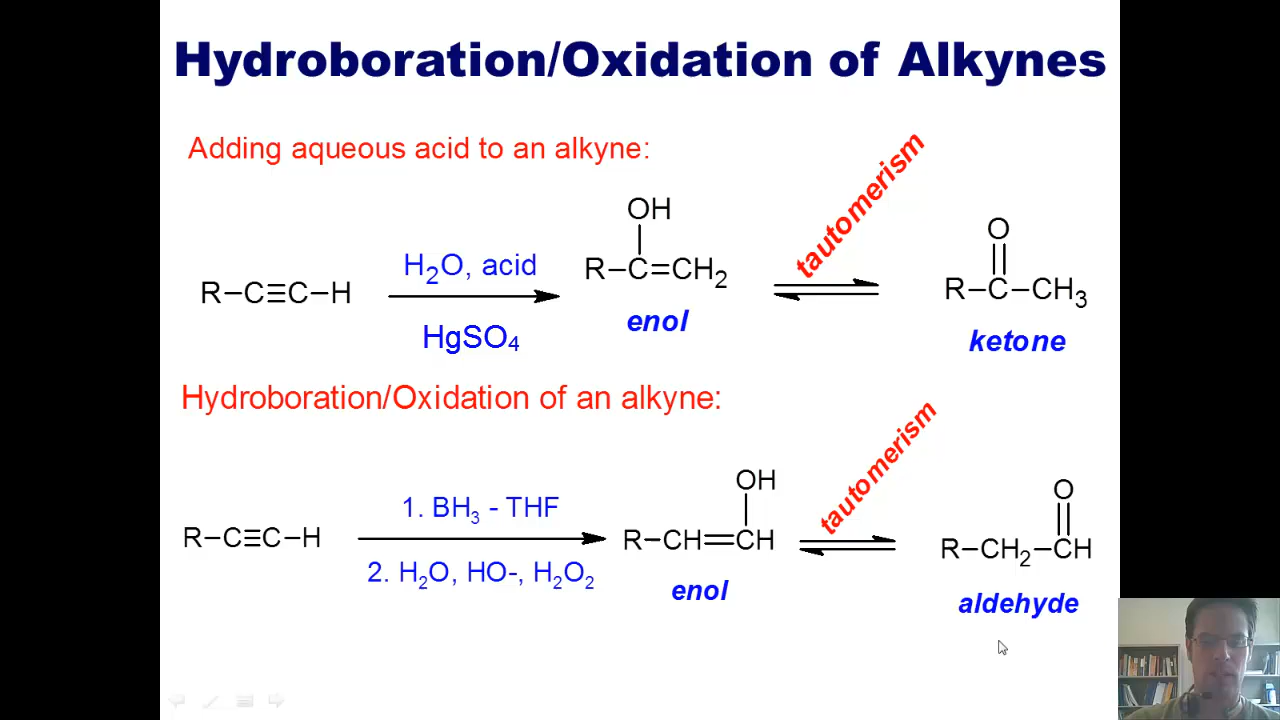 Hydroboration/Oxidation of Alkynes
Adding aqueous acid to an alkyne:
R–C≡C–H
H₂O, acid
HgSO₄
OH
R–C=CH₂
enol
tautomerism
O
R–C–CH₃
ketone
Hydroboration/Oxidation of an alkyne:
R–C≡C–H
1. BH₃ - THF
2. H₂O, HO-, H₂O₂
OH
R–CH=CH
enol
tautomerism
O
R–CH₂–CH
aldehyde